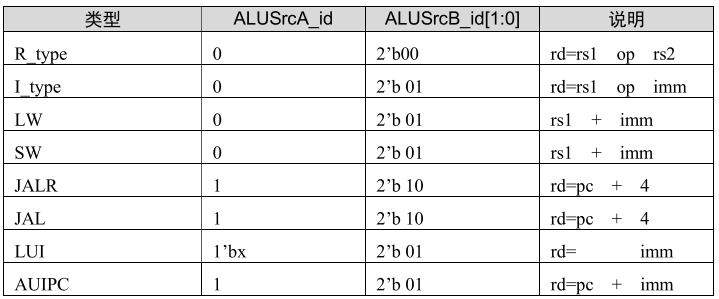 类型 ALUSrcA_id ALUSrcB_id[1:0] 说明
R_type 0 2’b00 rd=rs1 op rs2
I_type 0 2’b 01 rd=rs1 op imm
LW 0 2’b 01 rs1 + imm
SW 0 2’b 01 rs1 + imm
JALR 1 2’b 10 rd=pc + 4
JAL 1 2’b 10 rd=pc + 4
LUI 1’bx 2’b 01 rd= imm
AUIPC 1 2’b 01 rd=pc + imm